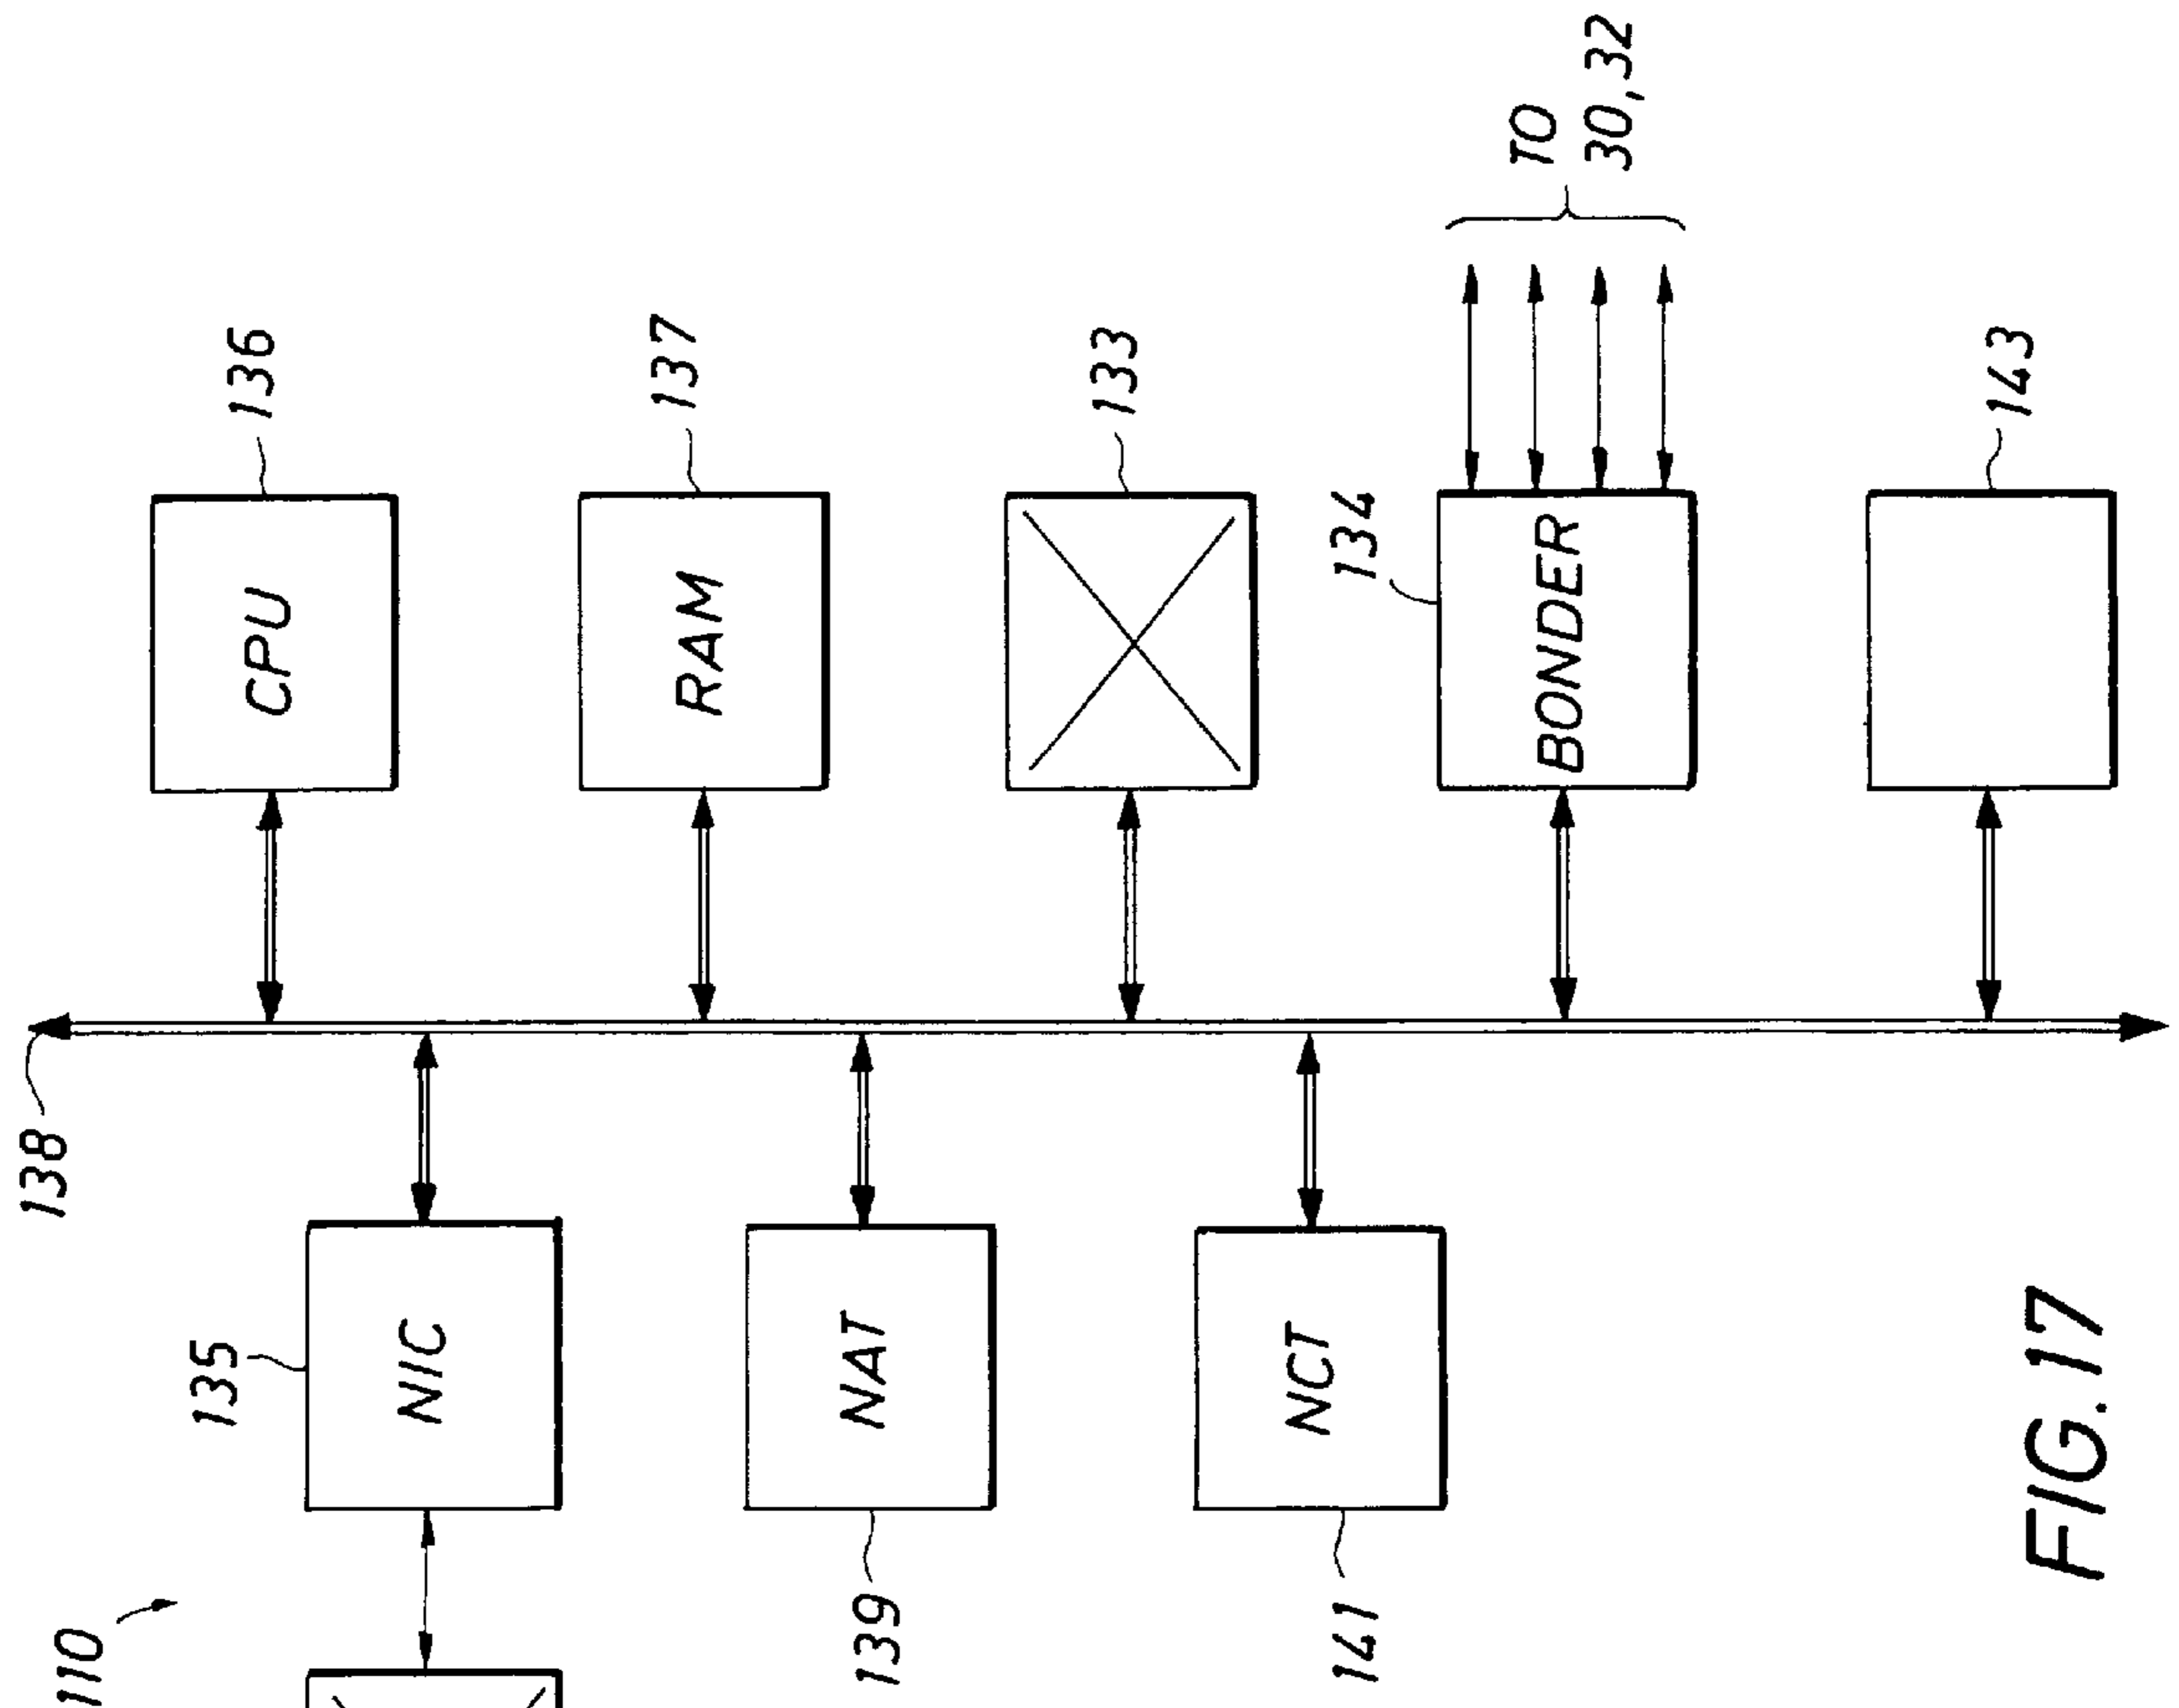 110
138
135
NIC
139
NAT
141
NCT
136
CPU
137
RAM
133
134
BONDER
TO
30,32
143
FIG. 17